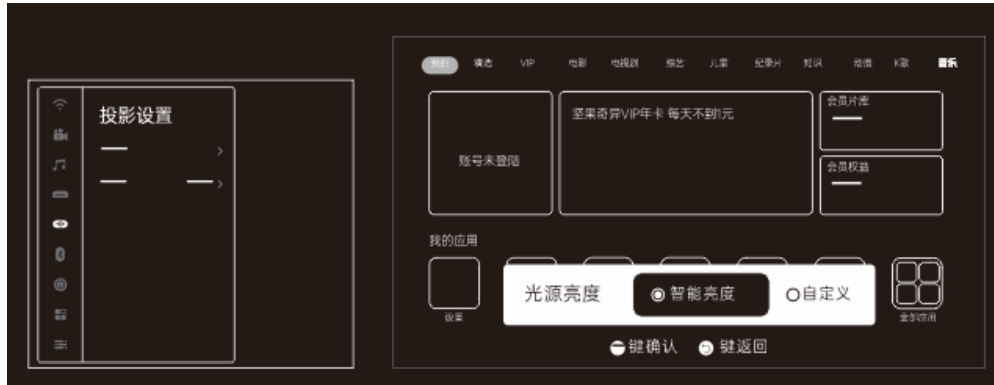 投影设置
我的 精选 VIP 电影 电视剧 综艺 儿童 纪录片 知识 动漫 K歌 音乐
账号未登陆
坚果奇异VIP年卡 每天不到1元
会员片库
会员权益
我的应用
设置
全部应用
光源亮度 智能亮度 自定义
键确认 键返回